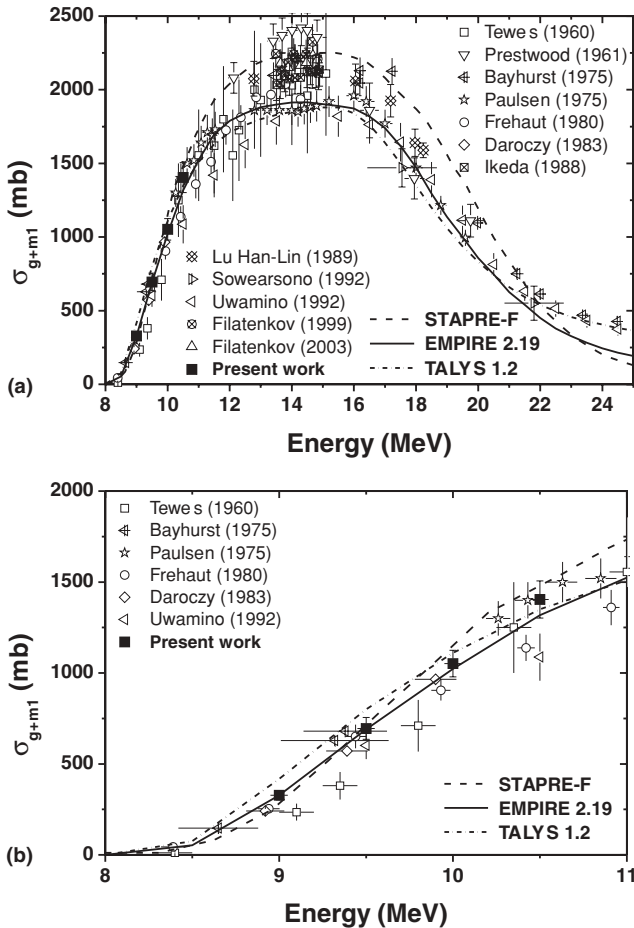 2500
2000
1500
1000
500
0
σg+m1 (mb)
Tewes (1960)
Prestwood (1961)
Bayhurst (1975)
Paulsen (1975)
Frehaut (1980)
Daroczy (1983)
Ikeda (1988)
Lu Han-Lin (1989)
Sowearsono (1992)
Uwamino (1992)
Filatenkov (1999)
Filatenkov (2003)
Present work
STAPRE-F
EMPIRE 2.19
TALYS 1.2
(a)
8 10 12 14 16 18 20 22 24
Energy (MeV)
2000
1500
1000
500
0
σg+m1 (mb)
Tewes (1960)
Bayhurst (1975)
Paulsen (1975)
Frehaut (1980)
Daroczy (1983)
Uwamino (1992)
Present work
STAPRE-F
EMPIRE 2.19
TALYS 1.2
(b)
8 9 10 11
Energy (MeV)